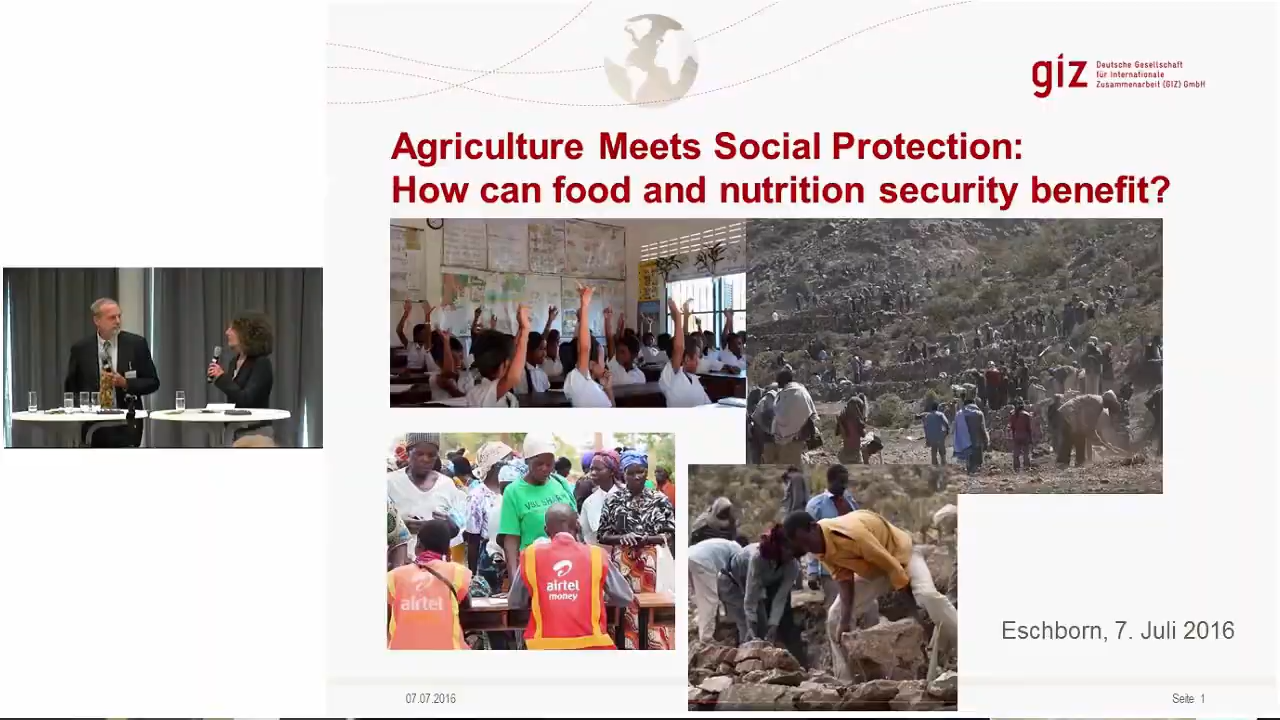 giz Deutsche Gesellschaft
für Internationale
Zusammenarbeit (GIZ) GmbH
Agriculture Meets Social Protection:
How can food and nutrition security benefit?
airtel
money
airtel
Eschborn, 7. Juli 2016
07.07.2016
Seite 1